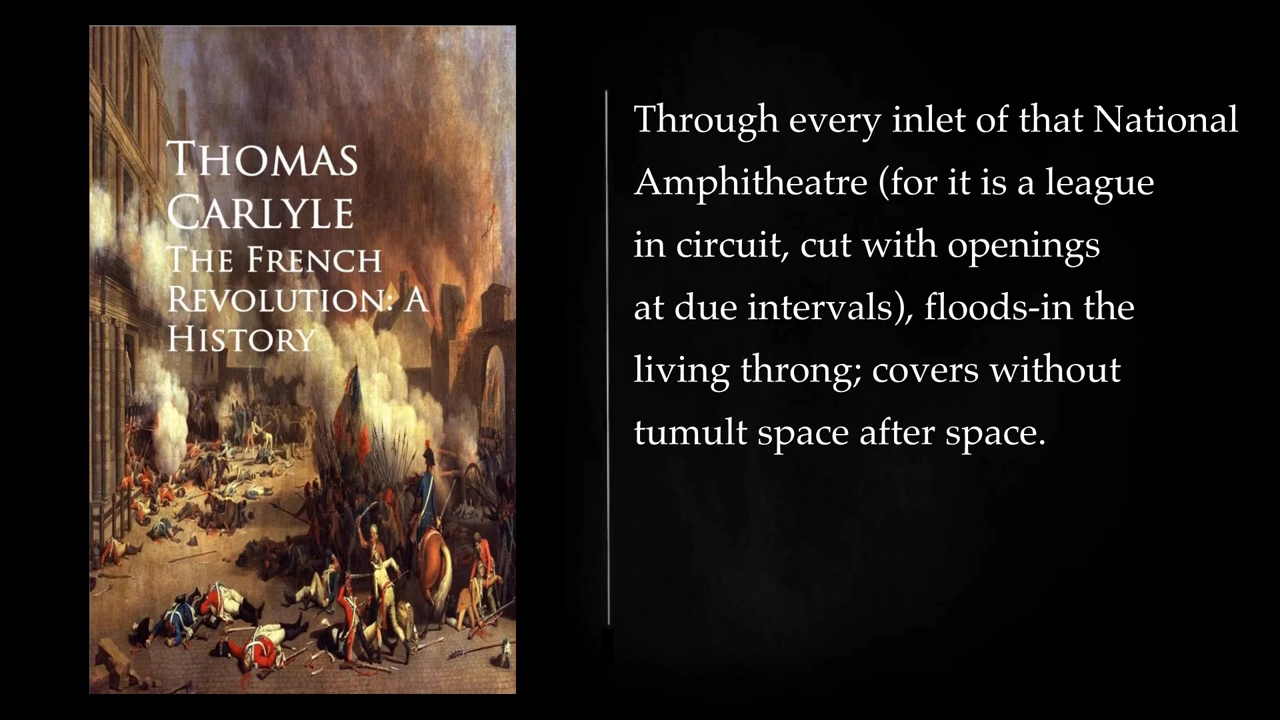 THOMAS
CARLYLE
THE FRENCH
REVOLUTION: A
HISTORY
Through every inlet of that National
Amphitheatre (for it is a league
in circuit, cut with openings
at due intervals), floods-in the
living throng; covers without
tumult space after space.